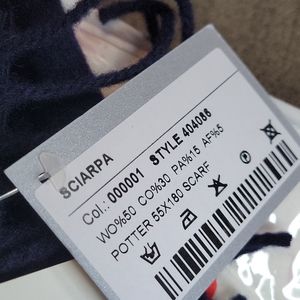 SCIARPA
Col.: 000001 STYLE 404086
WO%50 CO%30 PA%15 AF%5
POTTER 55X180 SCARF